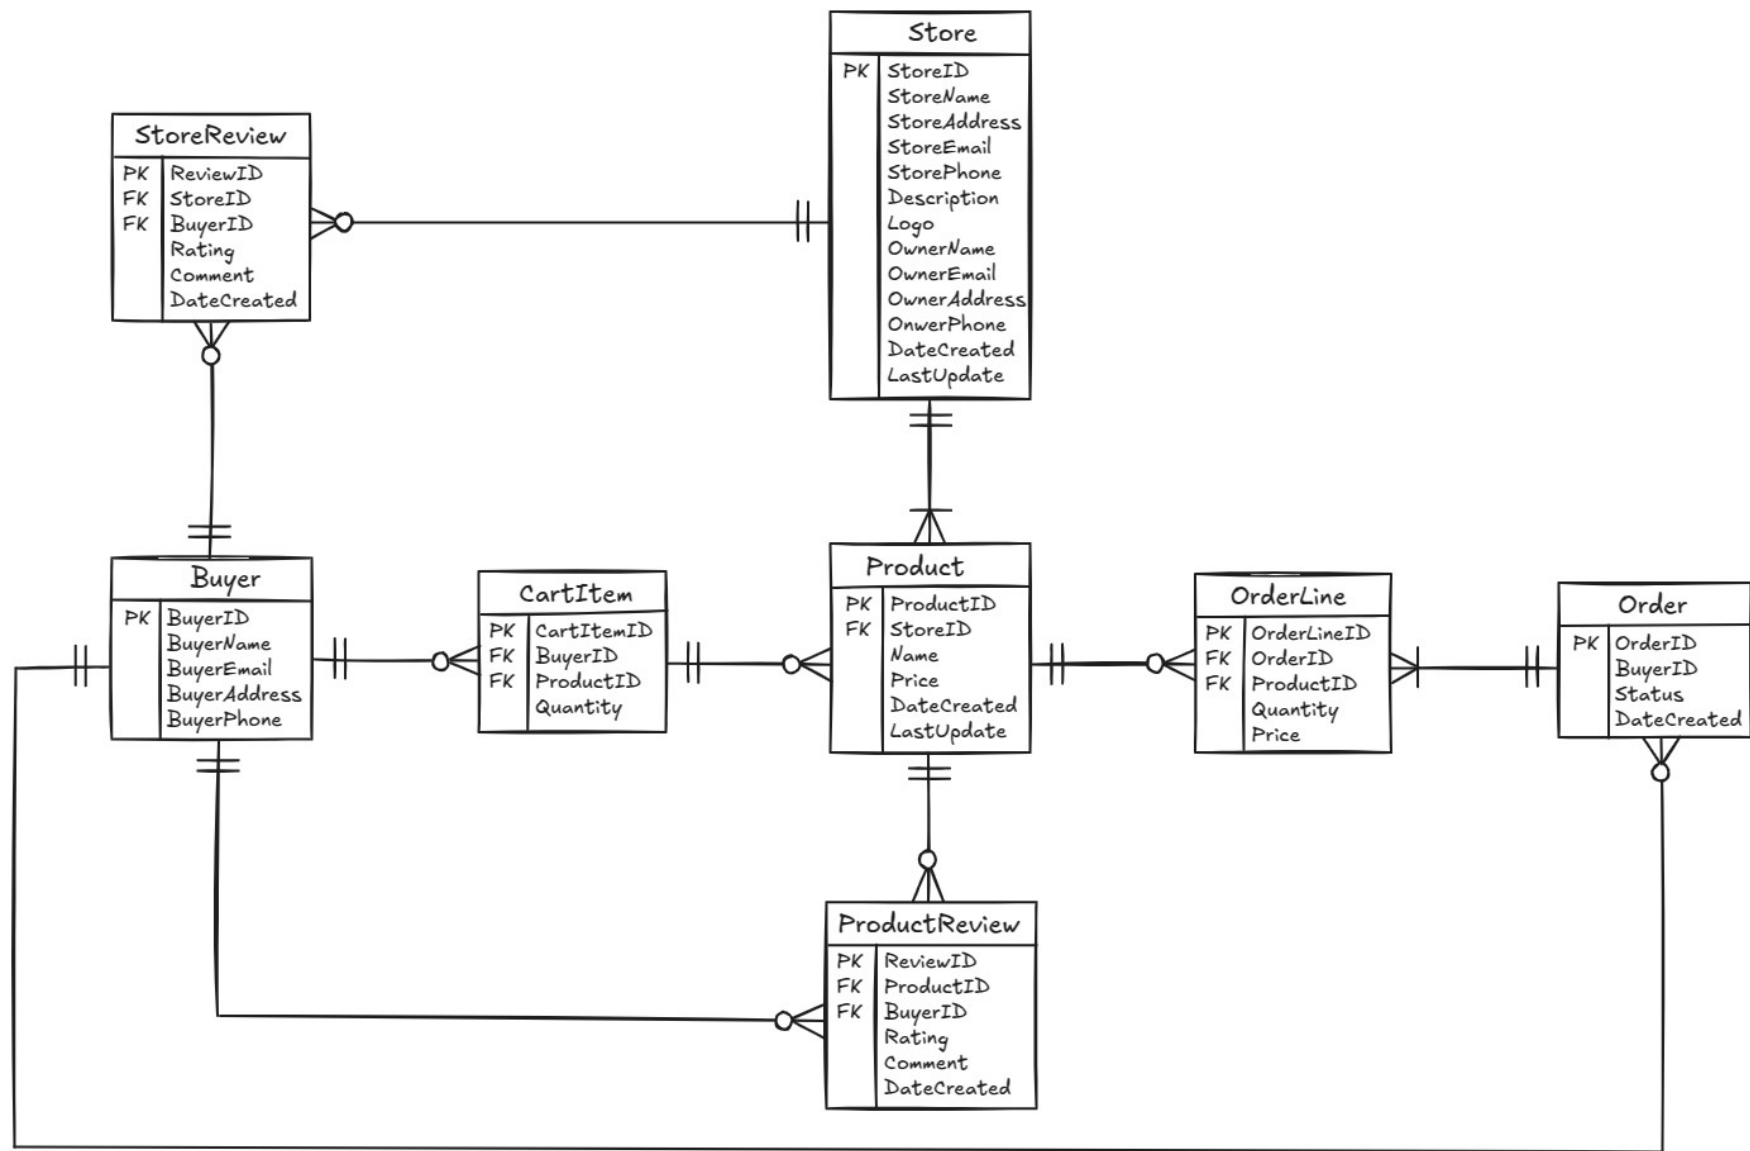 Store
PK StoreID
StoreName
StoreAddress
StoreEmail
StorePhone
Description
Logo
OwnerName
OwnerEmail
OwnerAddress
OnwerPhone
DateCreated
LastUpdate
StoreReview
PK ReviewID
FK StoreID
FK BuyerID
Rating
Comment
DateCreated
Buyer
PK BuyerID
BuyerName
BuyerEmail
BuyerAddress
BuyerPhone
CartItem
PK CartItemID
FK BuyerID
FK ProductID
Quantity
Product
PK ProductID
FK StoreID
Name
Price
DateCreated
LastUpdate
OrderLine
PK OrderLineID
FK OrderID
FK ProductID
Quantity
Price
Order
PK OrderID
BuyerID
Status
DateCreated
ProductReview
PK ReviewID
FK ProductID
FK BuyerID
Rating
Comment
DateCreated